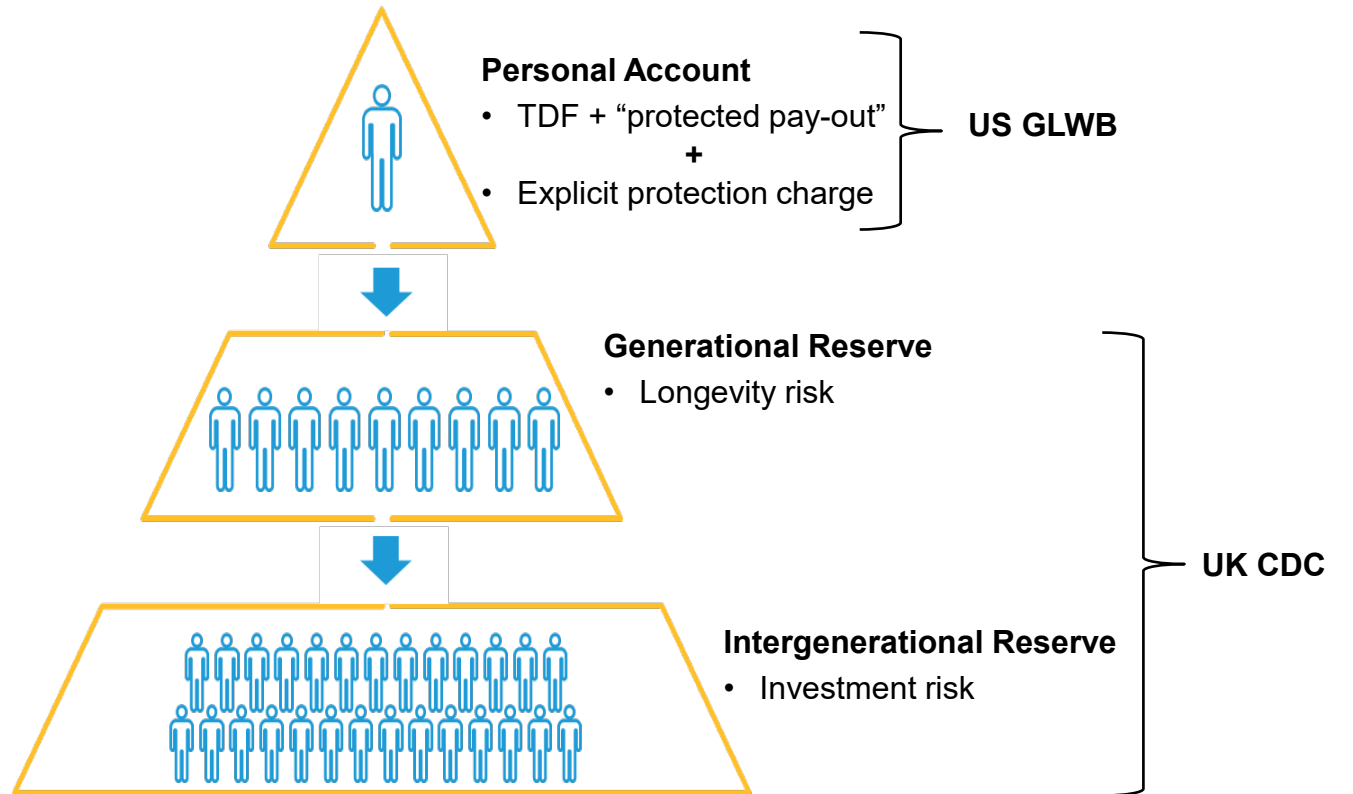 Personal Account
• TDF + “protected pay-out”
+
• Explicit protection charge
US GLWB
Generational Reserve
• Longevity risk
UK CDC
Intergenerational Reserve
• Investment risk